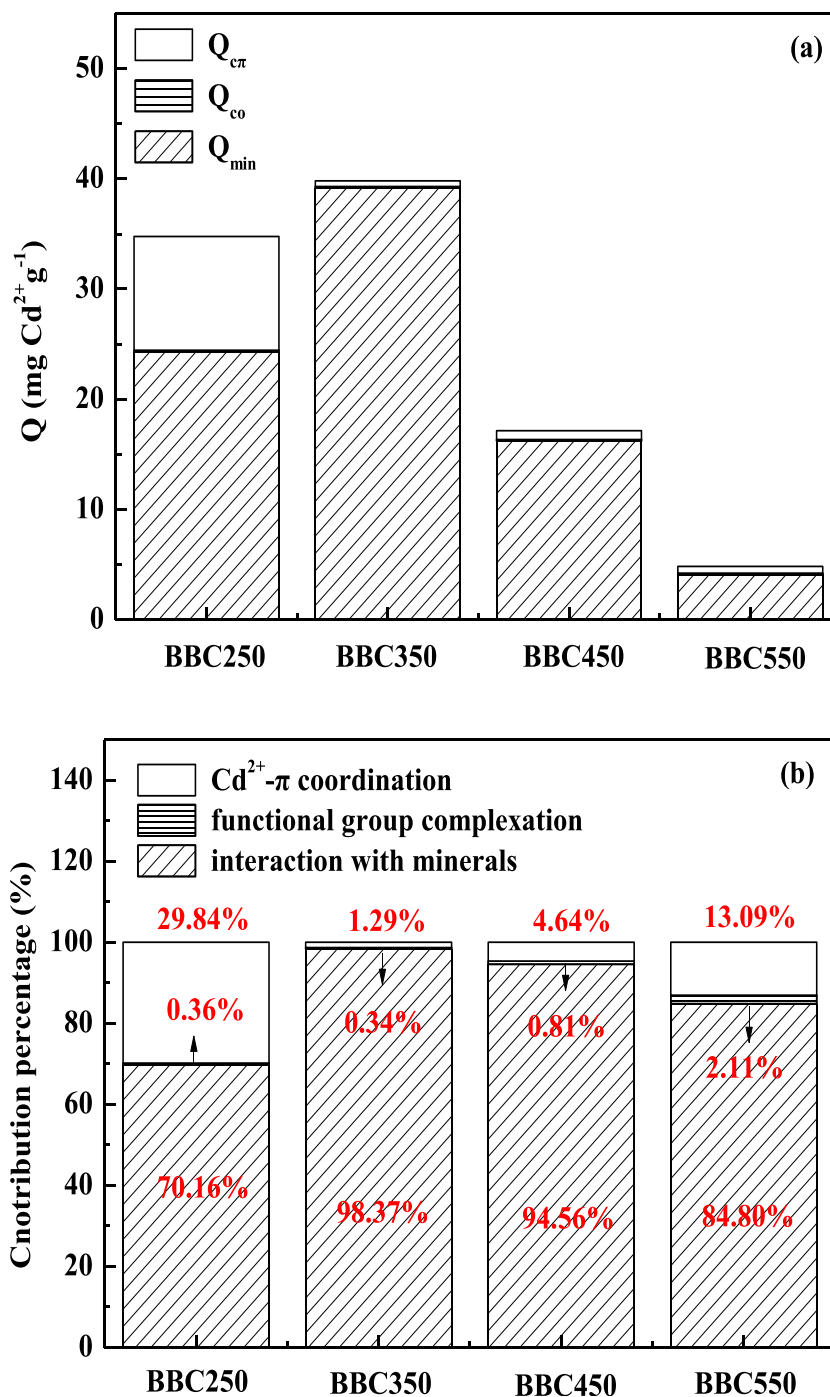 (a)
Qcπ
Qco
Qmin
Q (mg Cd²⁺g⁻¹)
50
40
30
20
10
0
BBC250 BBC350 BBC450 BBC550
(b)
Cd²⁺-π coordination
functional group complexation
interaction with minerals
Cnotribution percentage (%)
140
120
100
80
60
40
20
0
29.84% 1.29% 4.64% 13.09%
0.36% 0.34% 0.81% 2.11%
70.16% 98.37% 94.56% 84.80%
BBC250 BBC350 BBC450 BBC550